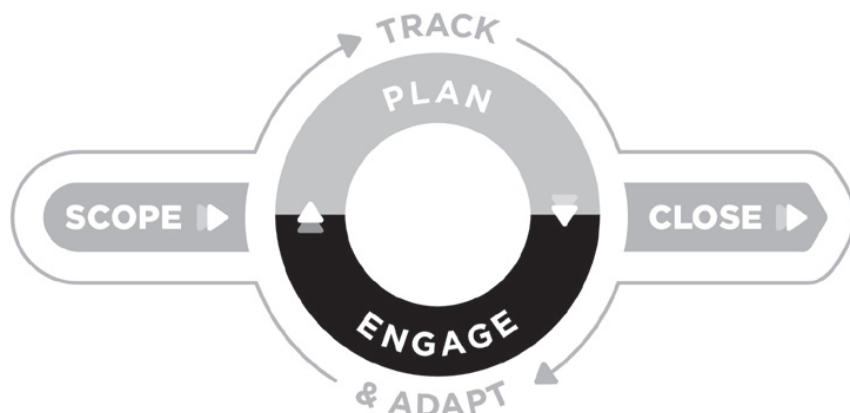 TRACK
PLAN
SCOPE
CLOSE
ENGAGE
& ADAPT